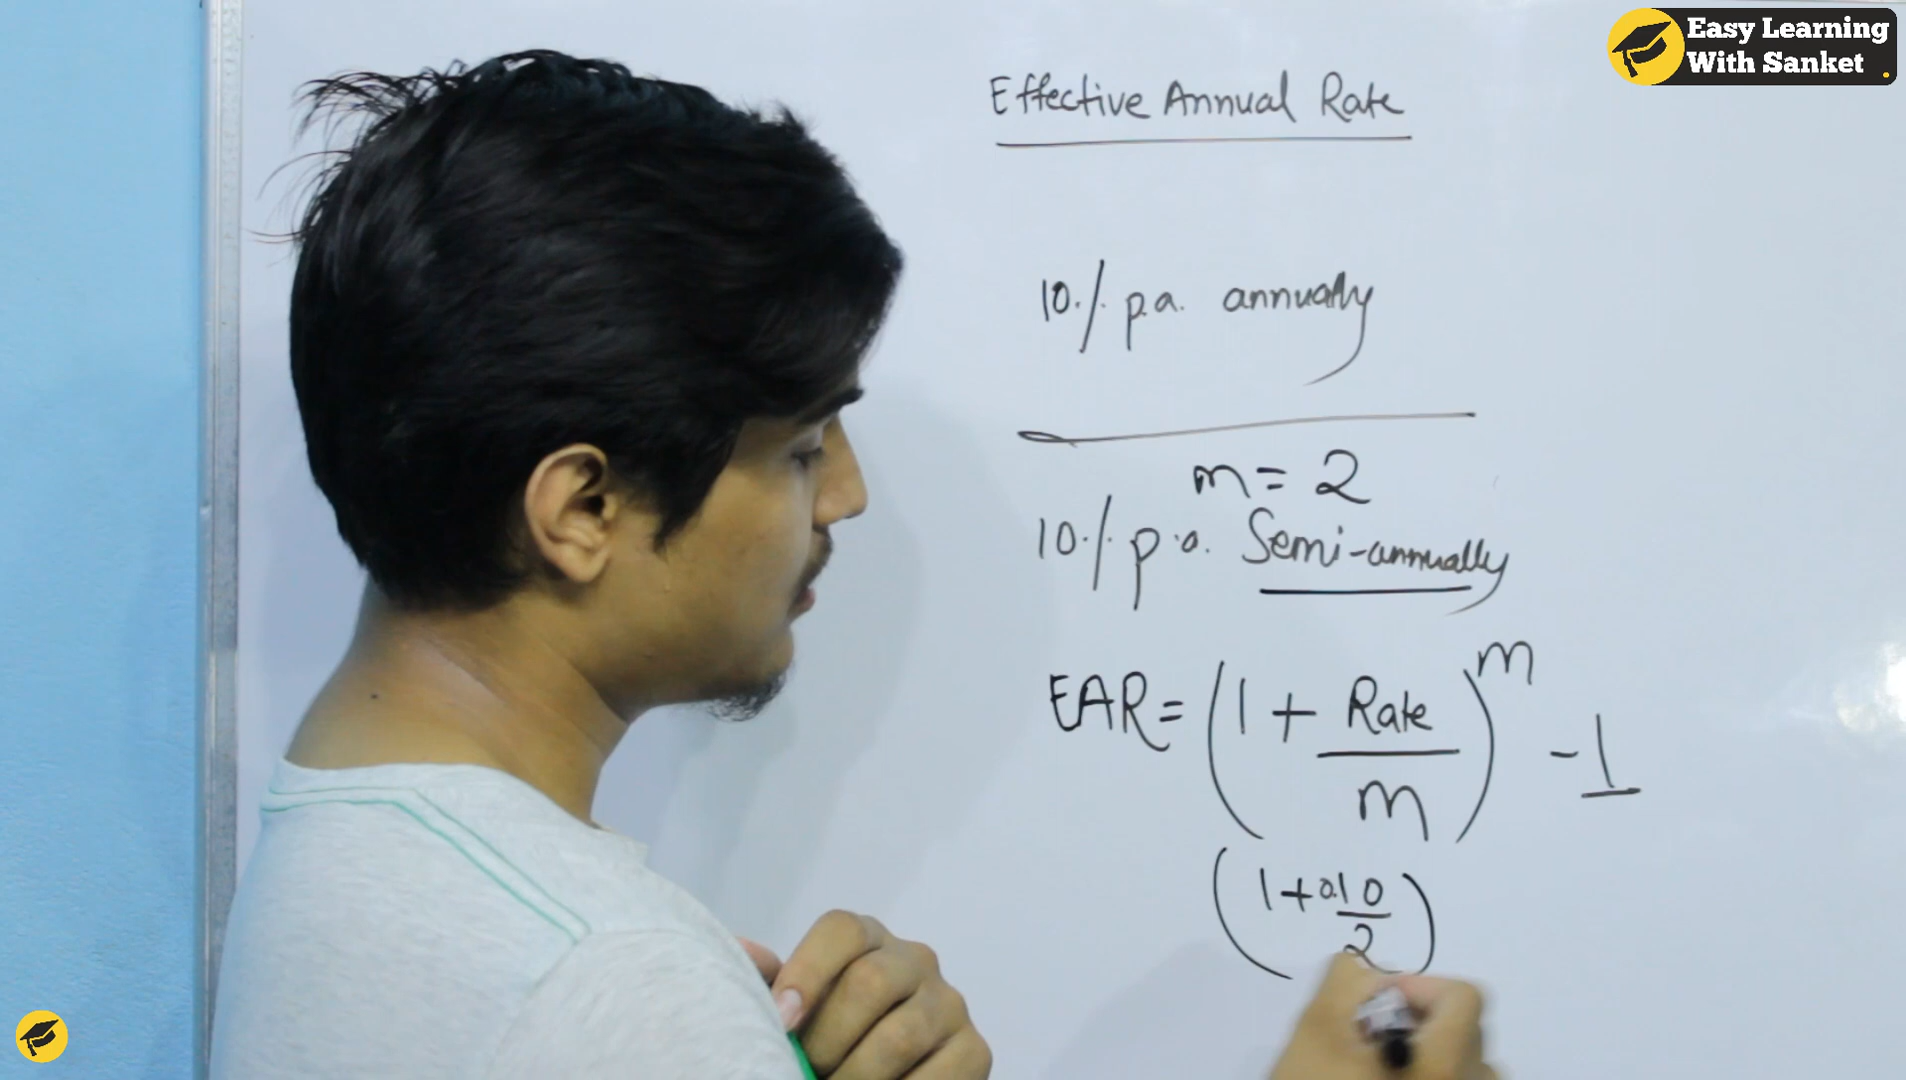 Easy Learning
With Sanket
Effective Annual Rate
10% p.a. annually
m = 2
10% p.a. Semi-annually
EAR = (1 + Rate/m)^m - 1
(1 + 0.10/2)